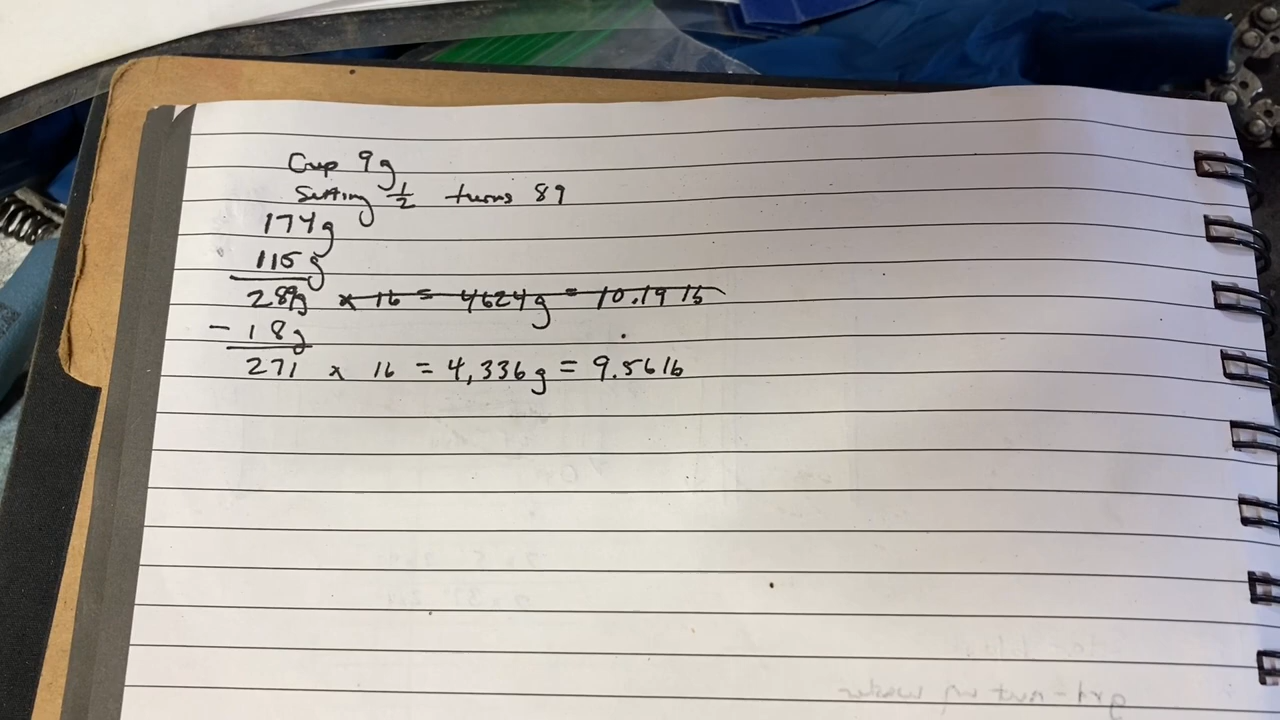 Cup 9g
Setting 1/2 turns 89
174g
115g
289g x 16 = 4624g = 10.19 lb
- 18g
271 x 16 = 4,336g = 9.56 lb